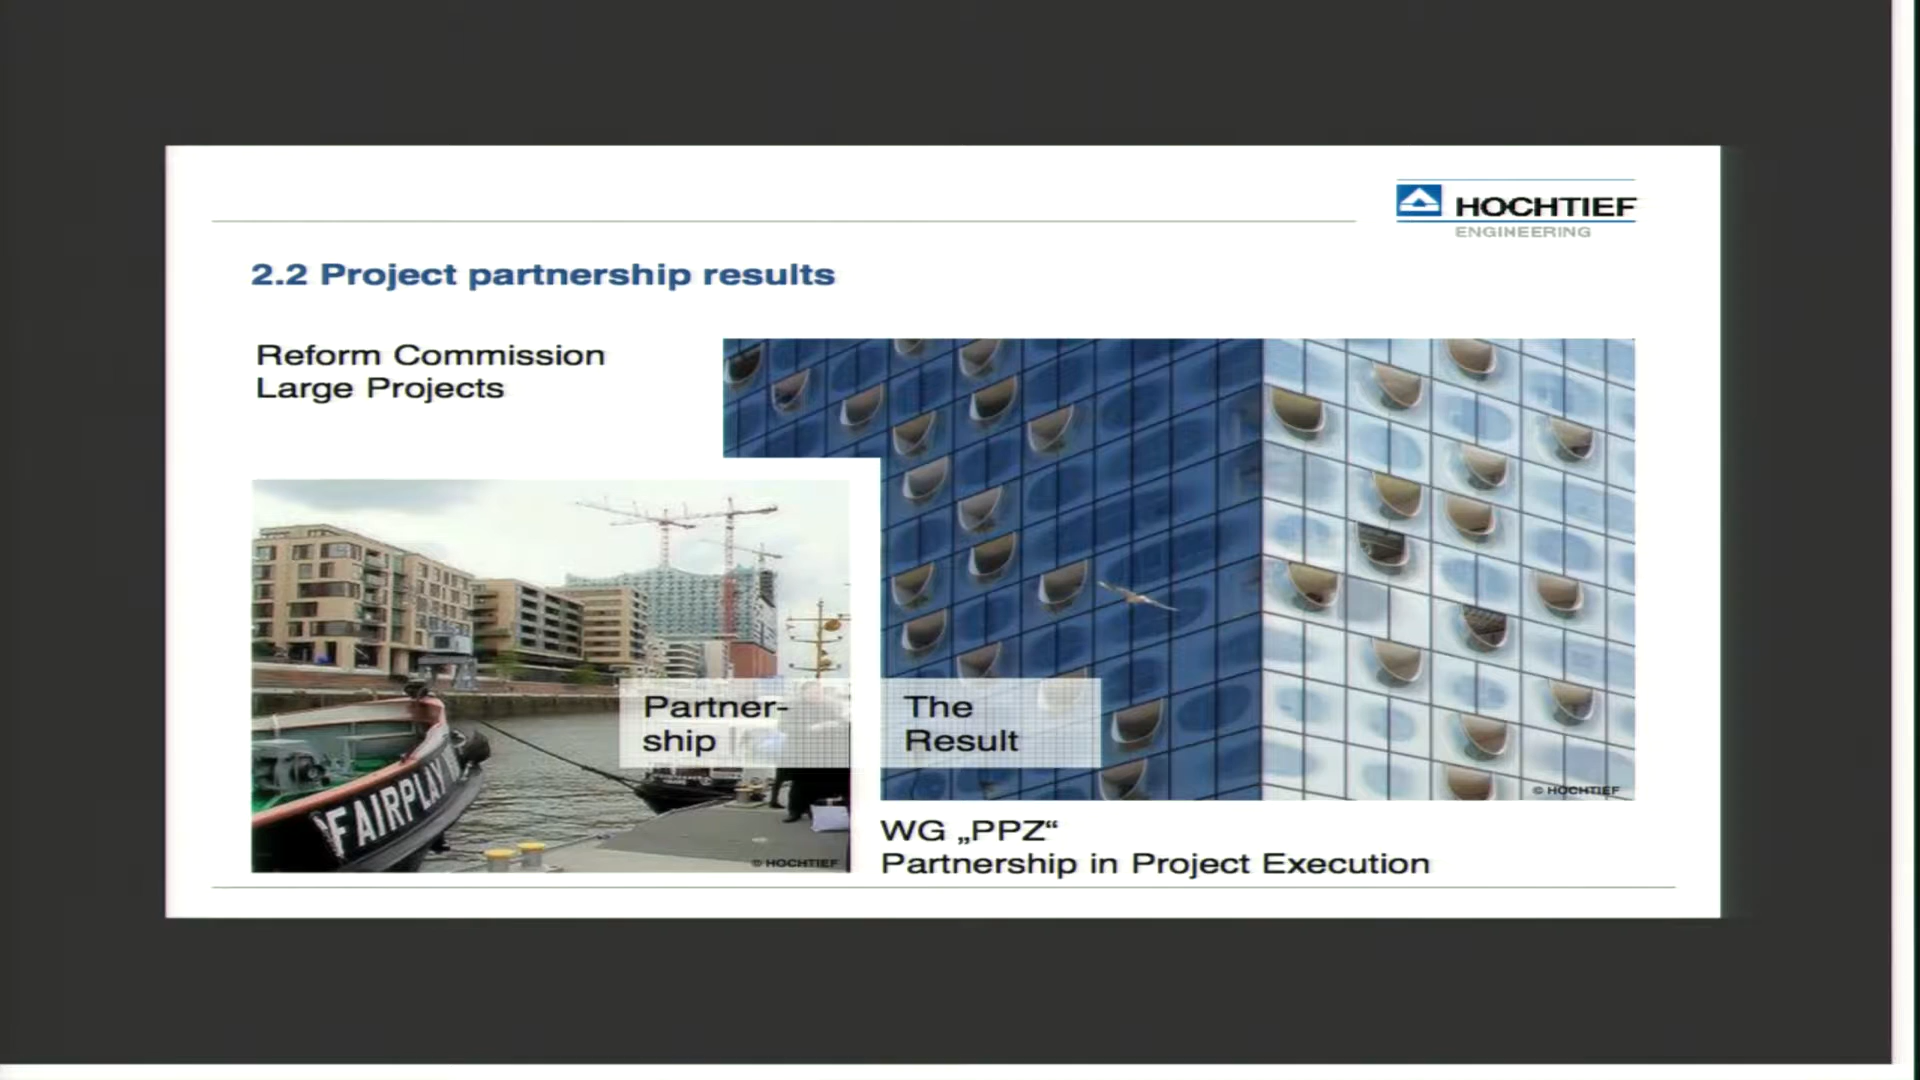 HOCHTIEF
ENGINEERING
2.2 Project partnership results
Reform Commission
Large Projects
Partner-
ship
The
Result
FAIRPLAY
© HOCHTIEF
© HOCHTIEF
WG „PPZ“
Partnership in Project Execution